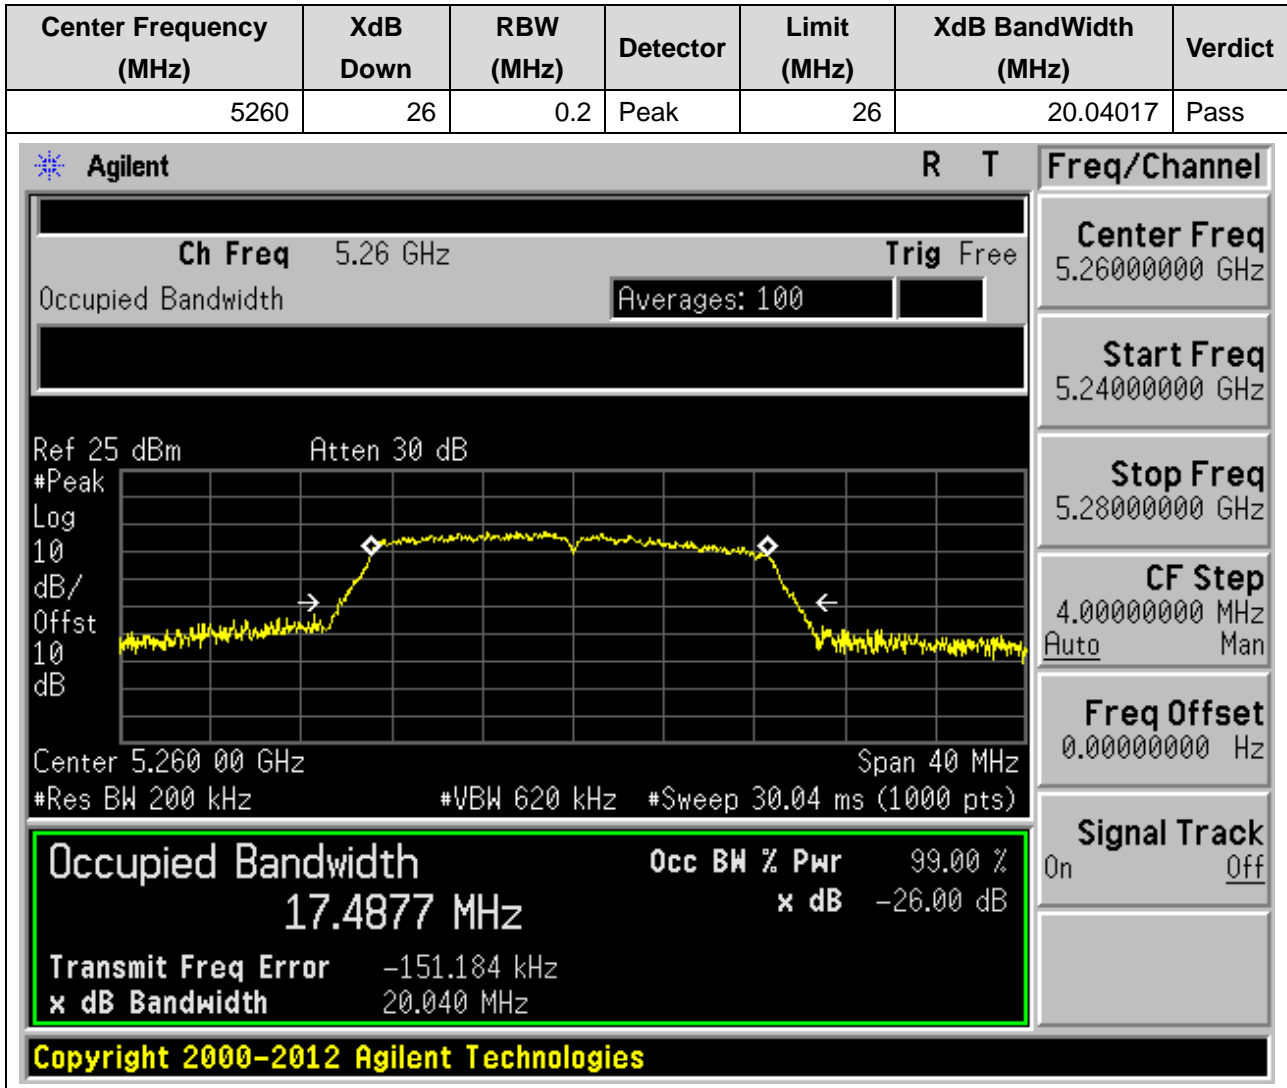 Center Frequency (MHz) XdB Down RBW (MHz) Detector Limit (MHz) XdB BandWidth (MHz) Verdict
5260 26 0.2 Peak 26 20.04017 Pass
Agilent R T Freq/Channel
Ch Freq 5.26 GHz Trig Free
Occupied Bandwidth Averages: 100
Center Freq
5.26000000 GHz
Start Freq
5.24000000 GHz
Stop Freq
5.28000000 GHz
CF Step
4.00000000 MHz
Auto Man
Freq Offset
0.00000000 Hz
Signal Track
On Off
Ref 25 dBm Atten 30 dB
#Peak
Log
10
dB/
Offst
10
dB
Center 5.260 00 GHz Span 40 MHz
#Res BW 200 kHz #VBW 620 kHz #Sweep 30.04 ms (1000 pts)
Occupied Bandwidth Occ BW % Pwr 99.00 %
17.4877 MHz x dB -26.00 dB
Transmit Freq Error -151.184 kHz
x dB Bandwidth 20.040 MHz
Copyright 2000-2012 Agilent Technologies